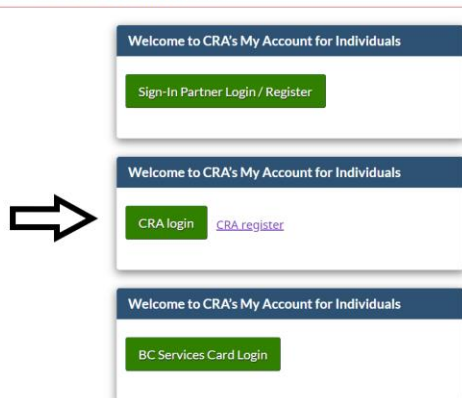 Welcome to CRA's My Account for Individuals
Sign-In Partner Login / Register
Welcome to CRA's My Account for Individuals
CRA login CRA register
Welcome to CRA's My Account for Individuals
BC Services Card Login